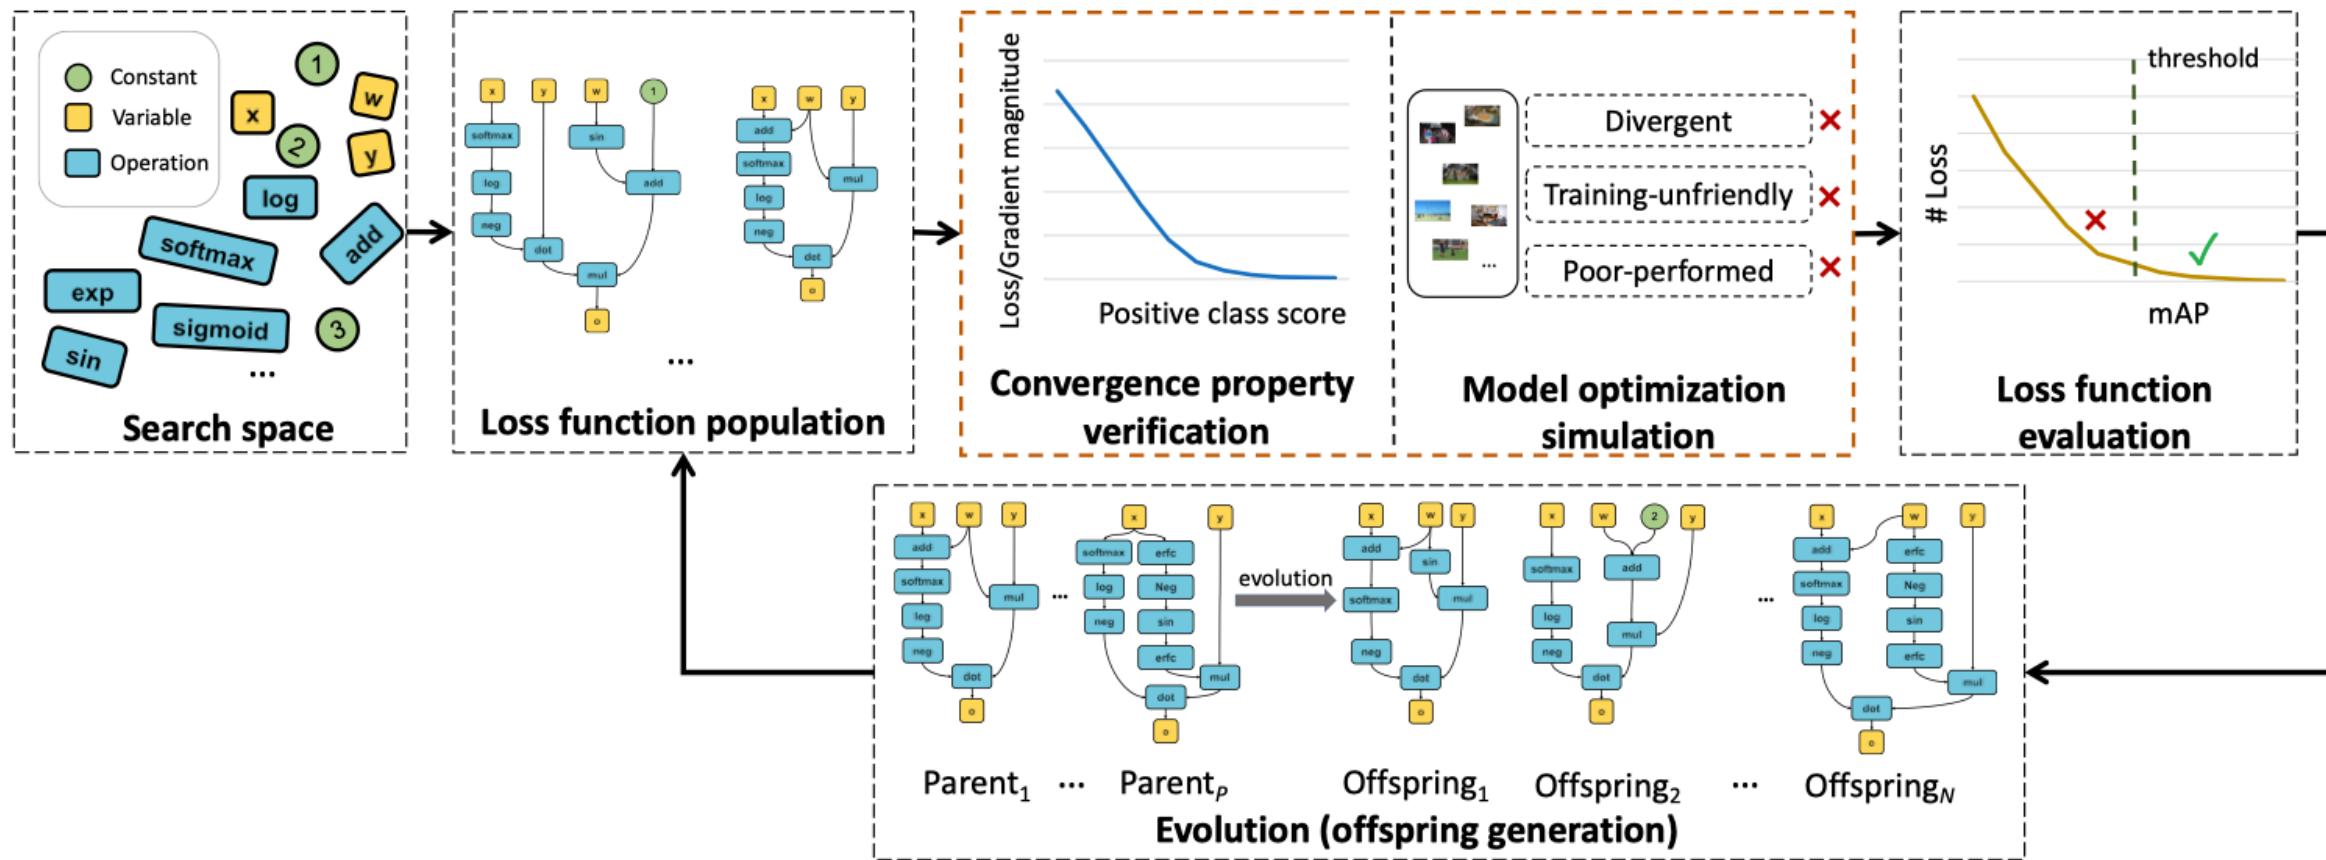 Constant
Variable
Operation
1
x
w
2
y
log
softmax
add
exp
sigmoid
3
sin
...
Search space
x
y
w
1
softmax
sin
log
add
neg
dot
mul
o
x
w
y
add
softmax
mul
log
neg
dot
o
...
Loss function population
Loss/Gradient magnitude
Positive class score
Convergence property
verification
...
Divergent
Training-unfriendly
Poor-performed
Model optimization
simulation
threshold
# Loss
mAP
Loss function
evaluation
x
w
y
add
softmax
mul
log
neg
dot
o
...
x
y
softmax
erfc
log
Neg
neg
sin
erfc
mul
dot
o
evolution
x
w
y
add
sin
softmax
mul
neg
dot
o
x
w
2
y
softmax
add
log
mul
neg
dot
o
...
x
w
y
add
erfc
softmax
Neg
log
sin
neg
erfc
mul
dot
o
Parent1 ... ParentP Offspring1 Offspring2 ... OffspringN
Evolution (offspring generation)